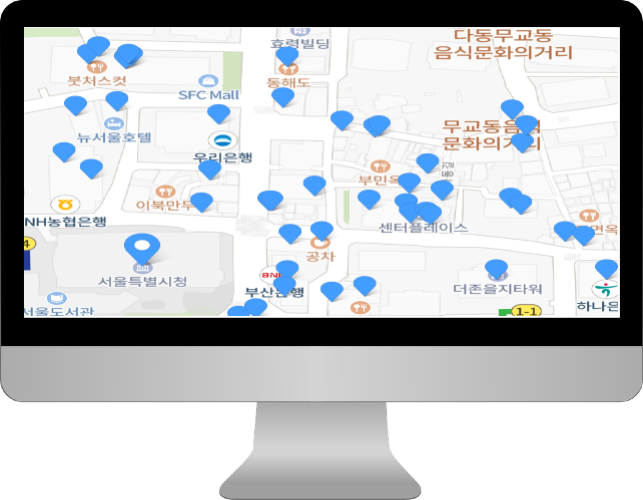 효령빌딩
다동무교동
음식문화의거리
붓처스컷
동해도
SFC Mall
뉴서울호텔
무교동음식
문화의거리
우리은행
부민옥
이북만두
NH농협은행
센터플레이스
면옥
4
공차
서울특별시청
BNK
부산은행
더존을지타워
서울도서관
하나은
1-1